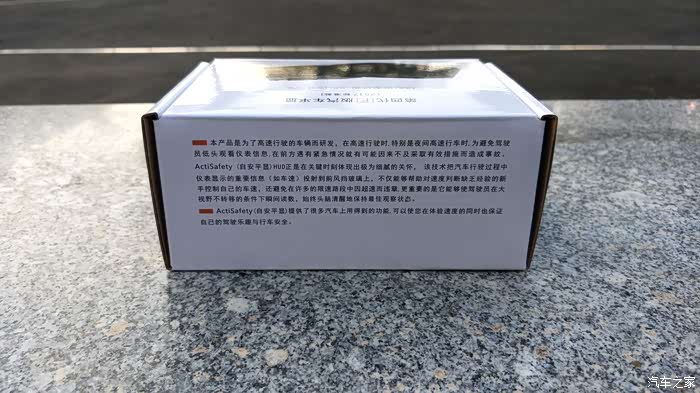 本产品是为了高速行驶的车辆而研发，在高速行驶时，特别是夜间高速行车时，为避免驾驶
员低头观看仪表信息，在前方遇有紧急情况就有可能因来不及采取有效措施而造成事故。
ActiSafety（自安平显）HUD正是在关键时刻体现出极为细腻的关怀。该技术把汽车行驶过程中
仪表显示的重要信息（如车速）投射到前风挡玻璃上，不仅能够帮助对速度判断缺乏经验的新
手控制自己的车速，还避免在许多的限速路段中因超速而违章，更重要的是它能够使驾驶员在大
视野不转移的条件下瞬间读数，始终头脑清醒地保持最佳观察状态。
ActiSafety（自安平显）提供了很多汽车上用得到的功能，可以使您在体验速度的同时也保证
自己的驾驶乐趣与行车安全。
汽车之家